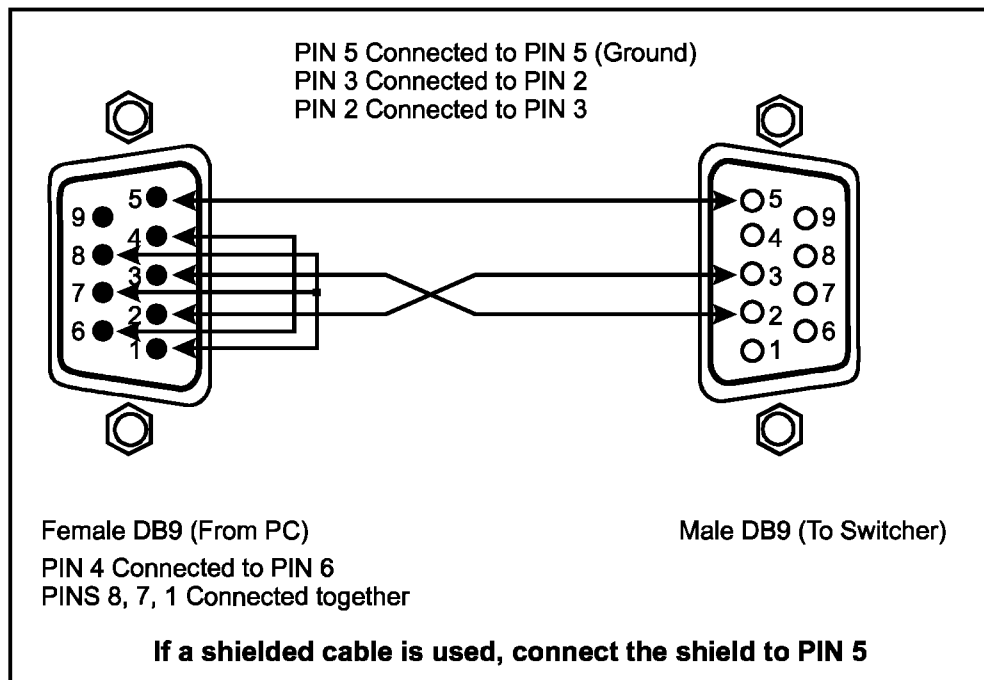 PIN 5 Connected to PIN 5 (Ground)
PIN 3 Connected to PIN 2
PIN 2 Connected to PIN 3
5
9
4
8
3
7
2
6
1
5
9
4
8
3
7
2
6
1
Female DB9 (From PC)
Male DB9 (To Switcher)
PIN 4 Connected to PIN 6
PINS 8, 7, 1 Connected together
If a shielded cable is used, connect the shield to PIN 5